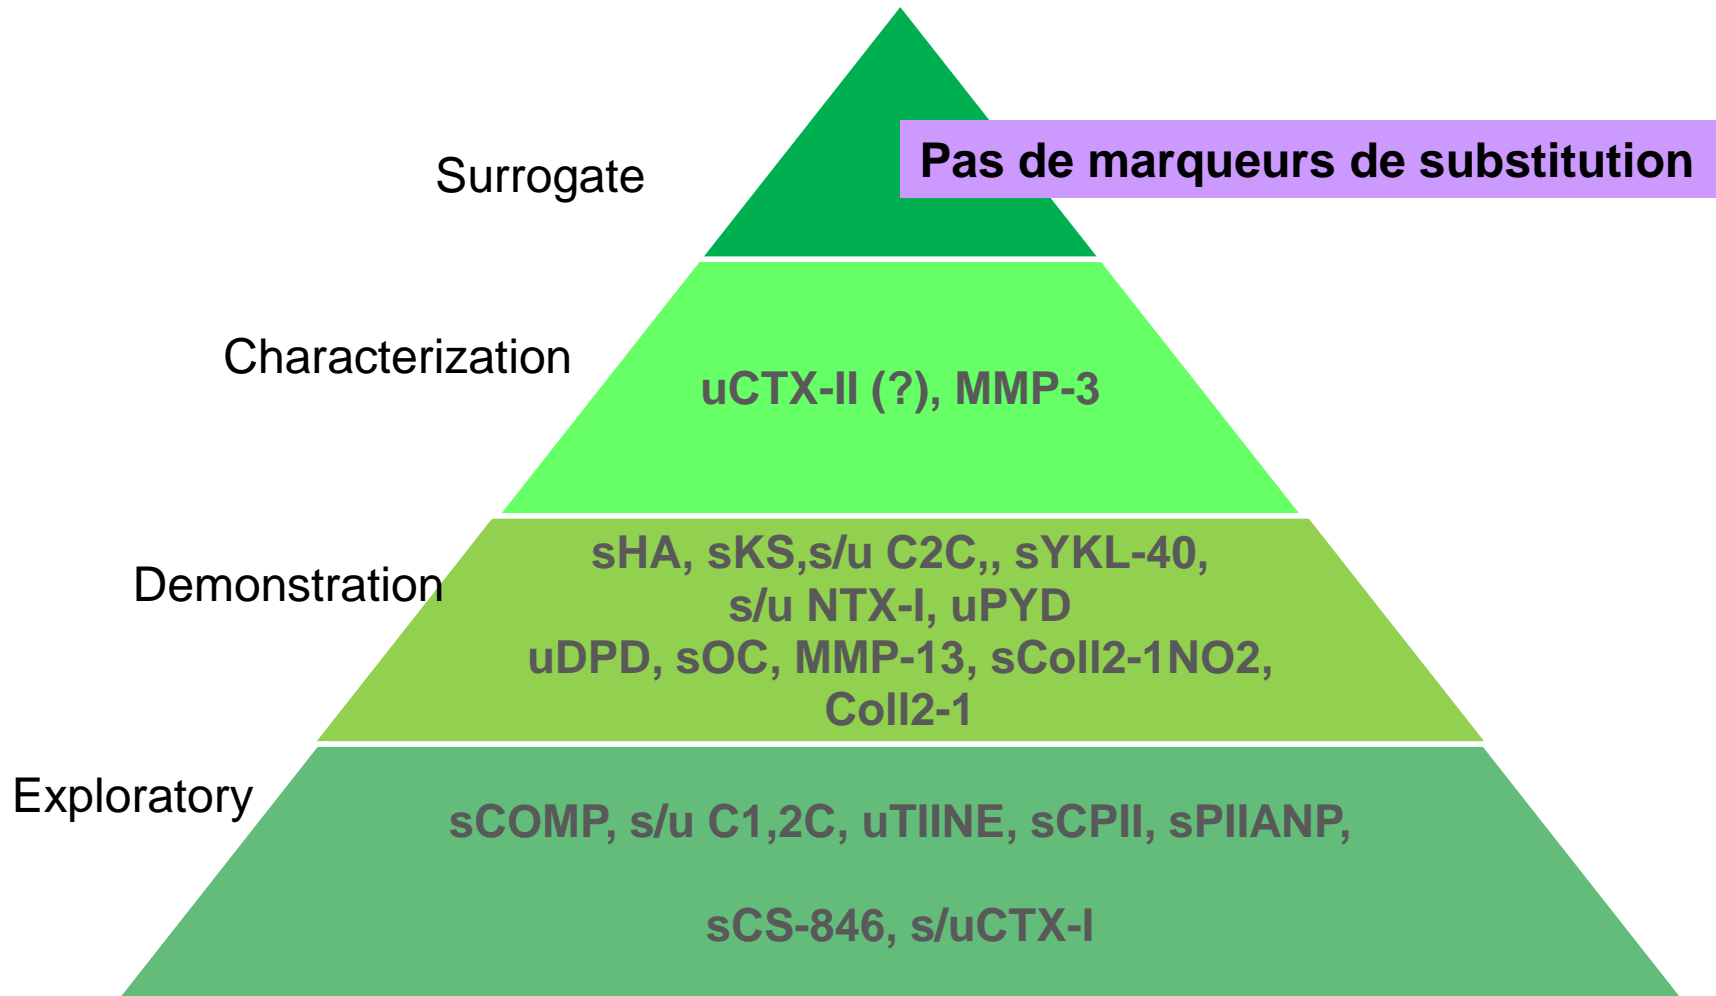 Surrogate
Pas de marqueurs de substitution
Characterization
uCTX-II (?), MMP-3
Demonstration
sHA, sKS,s/u C2C,, sYKL-40,
s/u NTX-I, uPYD
uDPD, sOC, MMP-13, sColl2-1NO2,
Coll2-1
Exploratory
sCOMP, s/u C1,2C, uTIINE, sCPII, sPIIANP,
sCS-846, s/uCTX-I